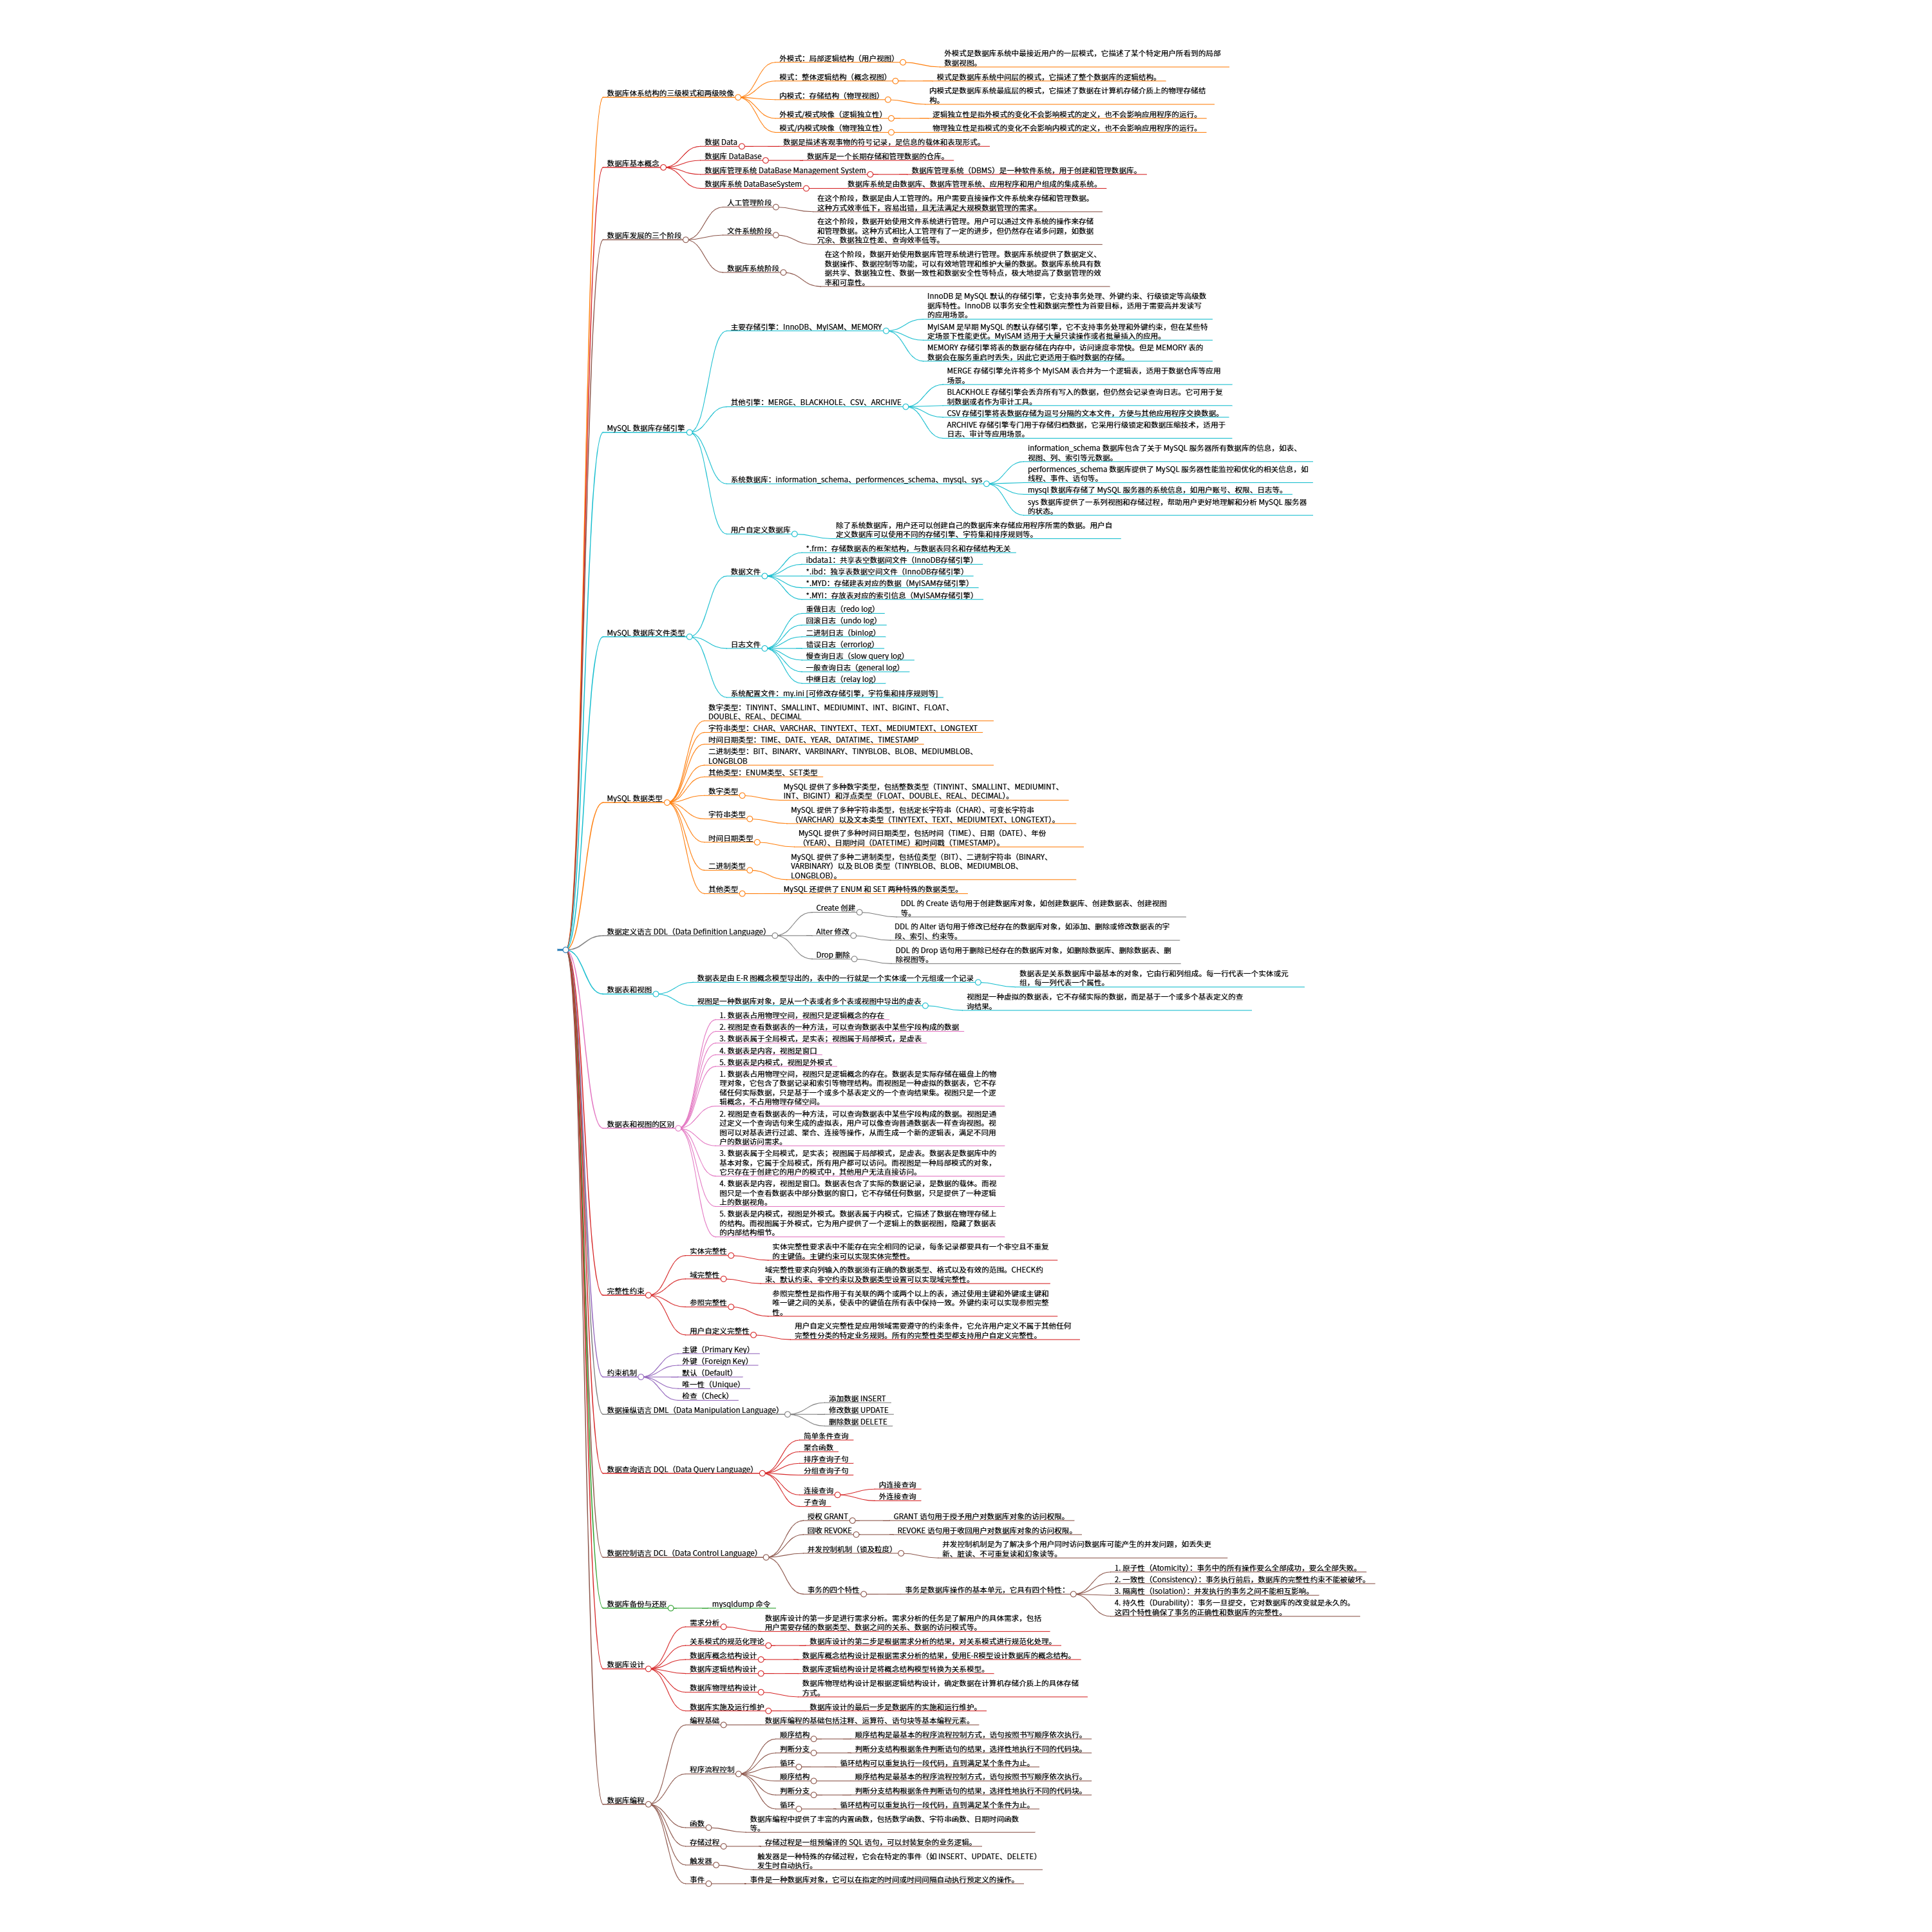 数据库体系结构的三级模式和两级映像
外模式：局部逻辑结构（用户视图）
外模式是数据库系统中最接近用户的一层模式，它描述了某个特定用户所看到的局部
数据视图。
模式：整体逻辑结构（概念视图）
模式是数据库系统中间层的模式，它描述了整个数据库的逻辑结构。
内模式：存储结构（物理视图）
内模式是数据库系统最底层的模式，它描述了数据在计算机存储介质上的物理存储结
构。
外模式/模式映像（逻辑独立性）
逻辑独立性是指外模式的变化不会影响模式的定义，也不会影响应用程序的运行。
模式/内模式映像（物理独立性）
物理独立性是指模式的变化不会影响内模式的定义，也不会影响应用程序的运行。
数据库基本概念
数据 Data
数据是描述客观事物的符号记录，是信息的载体和表现形式。
数据库 DataBase
数据库是一个长期存储和管理数据的仓库。
数据库管理系统 DataBase Management System
数据库管理系统（DBMS）是一种软件系统，用于创建和管理数据库。
数据库系统 DataBaseSystem
数据库系统是由数据库、数据库管理系统、应用程序和用户组成的集成系统。
数据库发展的三个阶段
人工管理阶段
在这个阶段，数据是由人工管理的。用户需要直接操作文件系统来存储和管理数据。
这种方式效率低下，容易出错，且无法满足大规模数据管理的需求。
文件系统阶段
在这个阶段，数据开始使用文件系统进行管理。用户可以通过文件系统的操作来存储
和管理数据。这种方式相比人工管理有了一定的进步，但仍然存在诸多问题，如数据
冗余、数据独立性差、查询效率低等。
数据库系统阶段
在这个阶段，数据开始使用数据库管理系统进行管理。数据库系统提供了数据定义、
数据操作、数据控制等功能，可以有效地管理和维护大量的数据。数据库系统具有数
据共享、数据独立性、数据一致性和数据安全性等特点，极大地提高了数据管理的效
率和可靠性。
MySQL 数据库存储引擎
主要存储引擎：InnoDB、MyISAM、MEMORY
InnoDB 是 MySQL 默认的存储引擎，它支持事务处理、外键约束、行级锁定等高级数
据库特性。InnoDB 以事务安全性和数据完整性为首要目标，适用于需要高并发读写
的应用场景。
MyISAM 是早期 MySQL 的默认存储引擎，它不支持事务处理和外键约束，但在某些特
定场景下性能更优。MyISAM 适用于大量只读操作或者批量插入的应用。
MEMORY 存储引擎将表的数据存储在内存中，访问速度非常快。但是 MEMORY 表的
数据会在服务重启时丢失，因此它更适用于临时数据的存储。
其他引擎：MERGE、BLACKHOLE、CSV、ARCHIVE
MERGE 存储引擎允许将多个 MyISAM 表合并为一个逻辑表，适用于数据仓库等应用
场景。
BLACKHOLE 存储引擎会丢弃所有写入的数据，但仍然会记录查询日志。它可用于复
制数据或者作为审计工具。
CSV 存储引擎将表数据存储为逗号分隔的文本文件，方便与其他应用程序交换数据。
ARCHIVE 存储引擎专门用于存储归档数据，它采用行级锁定和数据压缩技术，适用于
日志、审计等应用场景。
系统数据库：information_schema、performences_schema、mysql、sys
information_schema 数据库包含了关于 MySQL 服务器所有数据库的信息，如表、
视图、列、索引等元数据。
performences_schema 数据库提供了 MySQL 服务器性能监控和优化的相关信息，如
线程、事件、语句等。
mysql 数据库存储了 MySQL 服务器的系统信息，如用户账号、权限、日志等。
sys 数据库提供了一系列视图和存储过程，帮助用户更好地理解和分析 MySQL 服务器
的状态。
用户自定义数据库
除了系统数据库，用户还可以创建自己的数据库来存储应用程序所需的数据。用户自
定义数据库可以使用不同的存储引擎、字符集和排序规则等。
MySQL 数据库文件类型
数据文件
*.frm：存储数据表的框架结构，与数据表同名和存储结构无关
ibdata1：共享表空数据间文件（InnoDB存储引擎）
*.ibd：独享表数据空间文件（InnoDB存储引擎）
*.MYD：存储建表对应的数据（MyISAM存储引擎）
*.MYI：存放表对应的索引信息（MyISAM存储引擎）
日志文件
重做日志（redo log）
回滚日志（undo log）
二进制日志（binlog）
错误日志（errorlog）
慢查询日志（slow query log）
一般查询日志（general log）
中继日志（relay log）
系统配置文件：my.ini [可修改存储引擎，字符集和排序规则等]
MySQL 数据类型
数字类型：TINYINT、SMALLINT、MEDIUMINT、INT、BIGINT、FLOAT、
DOUBLE、REAL、DECIMAL
字符串类型：CHAR、VARCHAR、TINYTEXT、TEXT、MEDIUMTEXT、LONGTEXT
时间日期类型：TIME、DATE、YEAR、DATATIME、TIMESTAMP
二进制类型：BIT、BINARY、VARBINARY、TINYBLOB、BLOB、MEDIUMBLOB、
LONGBLOB
其他类型：ENUM类型、SET类型
数字类型
MySQL 提供了多种数字类型，包括整数类型（TINYINT、SMALLINT、MEDIUMINT、
INT、BIGINT）和浮点类型（FLOAT、DOUBLE、REAL、DECIMAL）。
字符串类型
MySQL 提供了多种字符串类型，包括定长字符串（CHAR）、可变长字符串
（VARCHAR）以及文本类型（TINYTEXT、TEXT、MEDIUMTEXT、LONGTEXT）。
时间日期类型
MySQL 提供了多种时间日期类型，包括时间（TIME）、日期（DATE）、年份
（YEAR）、日期时间（DATETIME）和时间戳（TIMESTAMP）。
二进制类型
MySQL 提供了多种二进制类型，包括位类型（BIT）、二进制字符串（BINARY、
VARBINARY）以及 BLOB 类型（TINYBLOB、BLOB、MEDIUMBLOB、
LONGBLOB）。
其他类型
MySQL 还提供了 ENUM 和 SET 两种特殊的数据类型。
数据定义语言 DDL（Data Definition Language）
Create 创建
DDL 的 Create 语句用于创建数据库对象，如创建数据库、创建数据表、创建视图
等。
Alter 修改
DDL 的 Alter 语句用于修改已经存在的数据库对象，如添加、删除或修改数据表的字
段、索引、约束等。
Drop 删除
DDL 的 Drop 语句用于删除已经存在的数据库对象，如删除数据库、删除数据表、删
除视图等。
数据表和视图
数据表是由 E-R 图概念模型导出的，表中的一行就是一个实体或一个元组或一个记录
数据表是关系数据库中最基本的对象，它由行和列组成。每一行代表一个实体或元
组，每一列代表一个属性。
视图是一种数据库对象，是从一个表或者多个表或视图中导出的虚表
视图是一种虚拟的数据表，它不存储实际的数据，而是基于一个或多个基表定义的查
询结果。
数据表和视图的区别
1. 数据表占用物理空间，视图只是逻辑概念的存在
2. 视图是查看数据表的一种方法，可以查询数据表中某些字段构成的数据
3. 数据表属于全局模式，是实表；视图属于局部模式，是虚表
4. 数据表是内容，视图是窗口
5. 数据表是内模式，视图是外模式
1. 数据表占用物理空间，视图只是逻辑概念的存在。数据表是实际存储在磁盘上的物
理对象，它包含了数据记录和索引等物理结构。而视图是一种虚拟的数据表，它不存
储任何实际数据，只是基于一个或多个基表定义的一个查询结果集。视图只是一个逻
辑概念，不占用物理存储空间。
2. 视图是查看数据表的一种方法，可以查询数据表中某些字段构成的数据。视图是通
过定义一个查询语句来生成的虚拟表，用户可以像查询普通数据表一样查询视图。视
图可以对基表进行过滤、聚合、连接等操作，从而生成一个新的逻辑表，满足不同用
户的数据访问需求。
3. 数据表属于全局模式，是实表；视图属于局部模式，是虚表。数据表是数据库中的
基本对象，它属于全局模式，所有用户都可以访问。而视图是一种局部模式的对象，
它只存在于创建它的用户的模式中，其他用户无法直接访问。
4. 数据表是内容，视图是窗口。数据表包含了实际的数据记录，是数据的载体。而视
图只是一个查看数据表中部分数据的窗口，它不存储任何数据，只是提供了一种逻辑
上的数据视角。
5. 数据表是内模式，视图是外模式。数据表属于内模式，它描述了数据在物理存储上
的结构。而视图属于外模式，它为用户提供了一个逻辑上的数据视图，隐藏了数据表
的内部结构细节。
完整性约束
实体完整性
实体完整性要求表中不能存在完全相同的记录，每条记录都要具有一个非空且不重复
的主键值。主键约束可以实现实体完整性。
域完整性
域完整性要求向列输入的数据须有正确的数据类型、格式以及有效的范围。CHECK约
束、默认约束、非空约束以及数据类型设置可以实现域完整性。
参照完整性
参照完整性是指作用于有关联的两个或两个以上的表，通过使用主键和外键或主键和
唯一键之间的关系，使表中的键值在所有表中保持一致。外键约束可以实现参照完整
性。
用户自定义完整性
用户自定义完整性是应用领域需要遵守的约束条件，它允许用户定义不属于其他任何
完整性分类的特定业务规则。所有的完整性类型都支持用户自定义完整性。
约束机制
主键（Primary Key）
外键（Foreign Key）
默认（Default）
唯一性（Unique）
检查（Check）
数据操纵语言 DML（Data Manipulation Language）
添加数据 INSERT
修改数据 UPDATE
删除数据 DELETE
数据查询语言 DQL（Data Query Language）
简单条件查询
聚合函数
排序查询子句
分组查询子句
连接查询
内连接查询
外连接查询
子查询
数据控制语言 DCL（Data Control Language）
授权 GRANT
GRANT 语句用于授予用户对数据库对象的访问权限。
回收 REVOKE
REVOKE 语句用于收回用户对数据库对象的访问权限。
并发控制机制（锁及粒度）
并发控制机制是为了解决多个用户同时访问数据库可能产生的并发问题，如丢失更
新、脏读、不可重复读和幻象读等。
事务的四个特性
事务是数据库操作的基本单元，它具有四个特性：
1. 原子性（Atomicity）：事务中的所有操作要么全部成功，要么全部失败。
2. 一致性（Consistency）：事务执行前后，数据库的完整性约束不能被破坏。
3. 隔离性（Isolation）：并发执行的事务之间不能相互影响。
4. 持久性（Durability）：事务一旦提交，它对数据库的改变就是永久的。
这四个特性确保了事务的正确性和数据库的完整性。
数据库备份与还原
mysqldump 命令
数据库设计
需求分析
数据库设计的第一步是进行需求分析。需求分析的任务是了解用户的具体需求，包括
用户需要存储的数据类型、数据之间的关系、数据的访问模式等。
关系模式的规范化理论
数据库设计的第二步是根据需求分析的结果，对关系模式进行规范化处理。
数据库概念结构设计
数据库概念结构设计是根据需求分析的结果，使用E-R模型设计数据库的概念结构。
数据库逻辑结构设计
数据库逻辑结构设计是将概念结构模型转换为关系模型。
数据库物理结构设计
数据库物理结构设计是根据逻辑结构设计，确定数据在计算机存储介质上的具体存储
方式。
数据库实施及运行维护
数据库设计的最后一步是数据库的实施和运行维护。
数据库编程
编程基础
数据库编程的基础包括注释、运算符、语句块等基本编程元素。
程序流程控制
顺序结构
顺序结构是最基本的程序流程控制方式，语句按照书写顺序依次执行。
判断分支
判断分支结构根据条件判断语句的结果，选择性地执行不同的代码块。
循环
循环结构可以重复执行一段代码，直到满足某个条件为止。
顺序结构
顺序结构是最基本的程序流程控制方式，语句按照书写顺序依次执行。
判断分支
判断分支结构根据条件判断语句的结果，选择性地执行不同的代码块。
循环
循环结构可以重复执行一段代码，直到满足某个条件为止。
函数
数据库编程中提供了丰富的内置函数，包括数学函数、字符串函数、日期时间函数
等。
存储过程
存储过程是一组预编译的 SQL 语句，可以封装复杂的业务逻辑。
触发器
触发器是一种特殊的存储过程，它会在特定的事件（如 INSERT、UPDATE、DELETE）
发生时自动执行。
事件
事件是一种数据库对象，它可以在指定的时间或时间间隔自动执行预定义的操作。